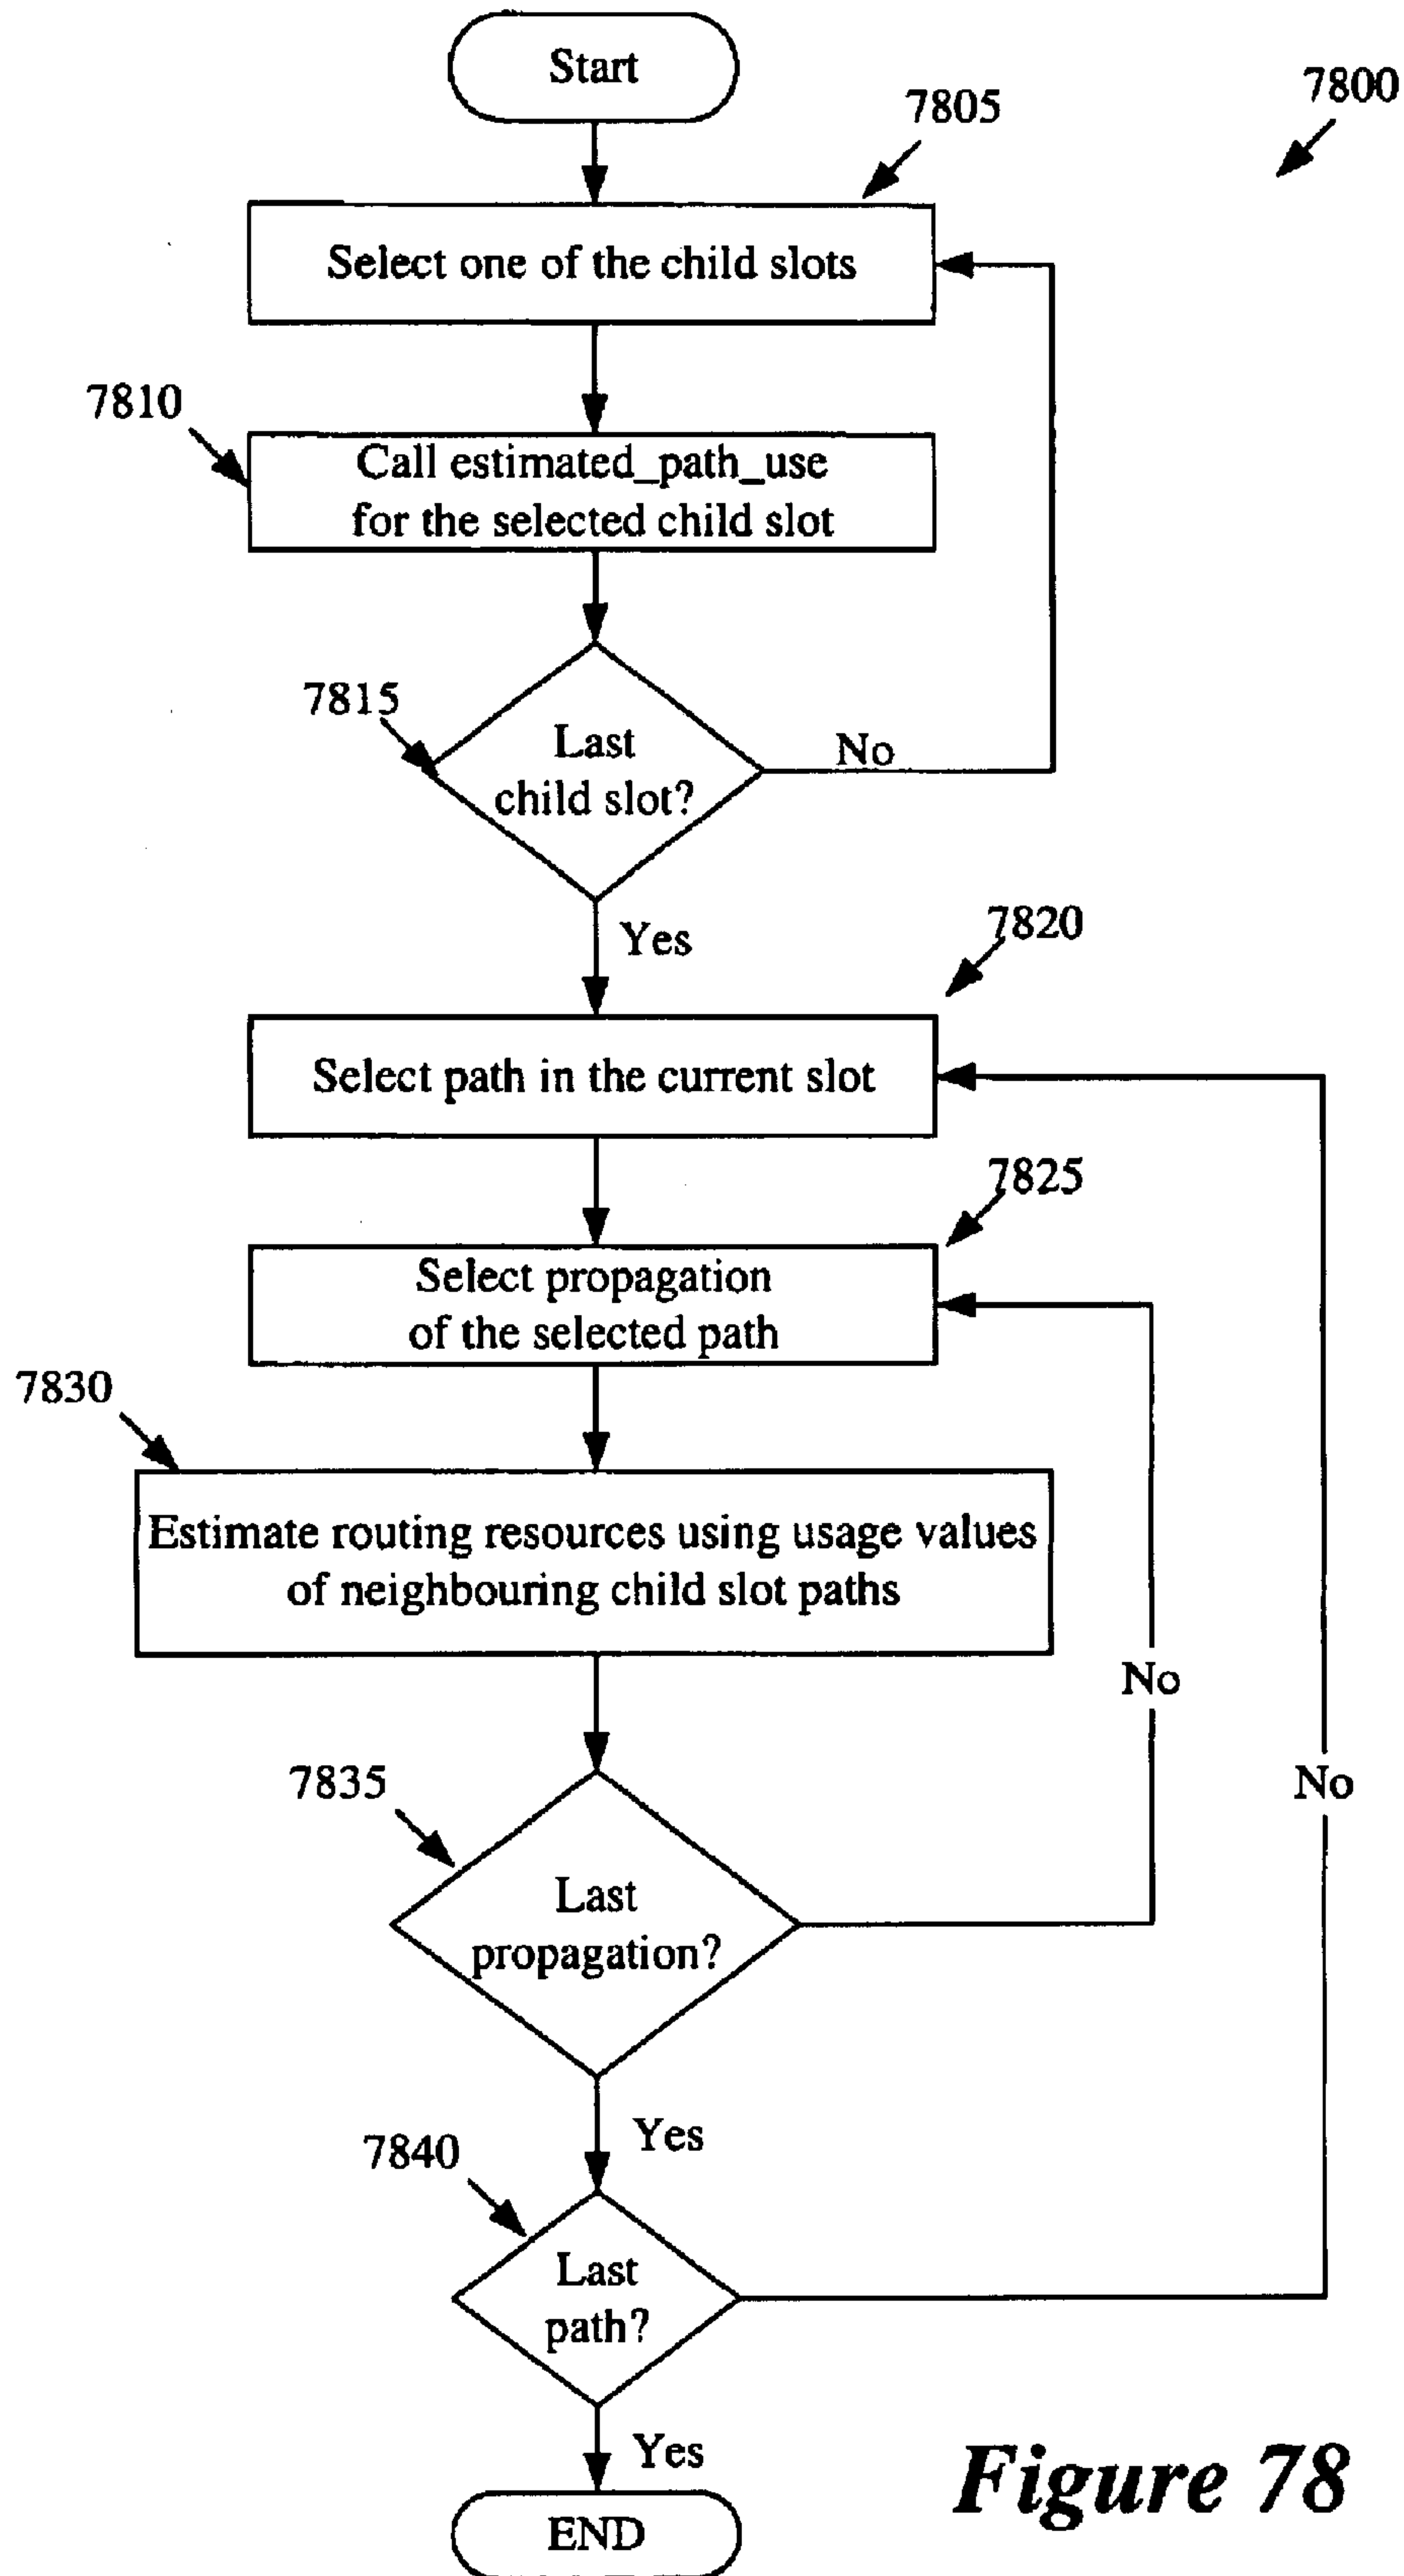 Start
7800
7805
Select one of the child slots
7810
Call estimated_path_use
for the selected child slot
7815
Last
child slot?
No
Yes
7820
Select path in the current slot
7825
Select propagation
of the selected path
7830
Estimate routing resources using usage values
of neighbouring child slot paths
No
7835
No
Last
propagation?
Yes
7840
Last
path?
Yes
Figure 78
END